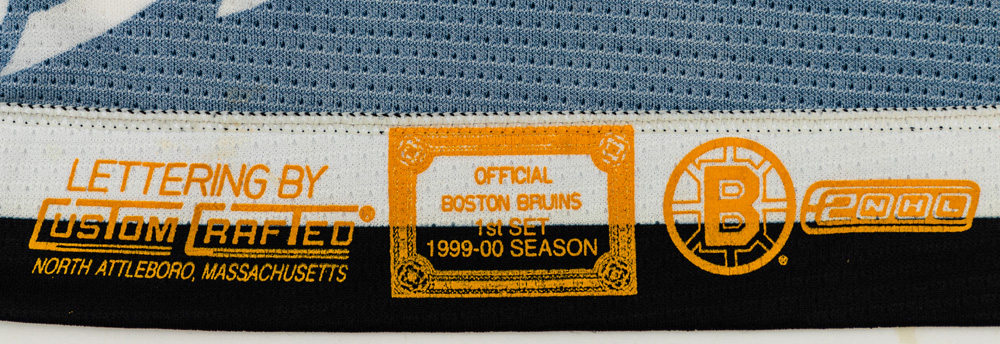 LETTERING BY
CUSTOM CRAFTED®
NORTH ATTLEBORO, MASSACHUSETTS
OFFICIAL
BOSTON BRUINS
1st SET
1999-00 SEASON
B
®
2NHL